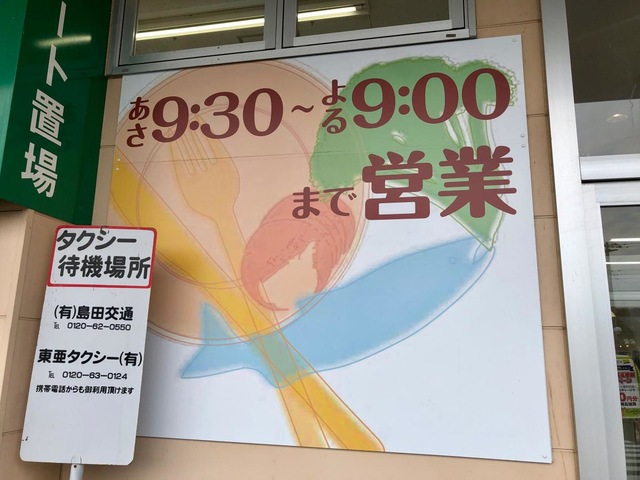 ート置場
あさ9:30~よる9:00
まで営業
タクシー
待機場所
(有)島田交通
℡ 0120-62-0550
東亜タクシー(有)
℡ 0120-63-0124
携帯電話からも御利用頂けます